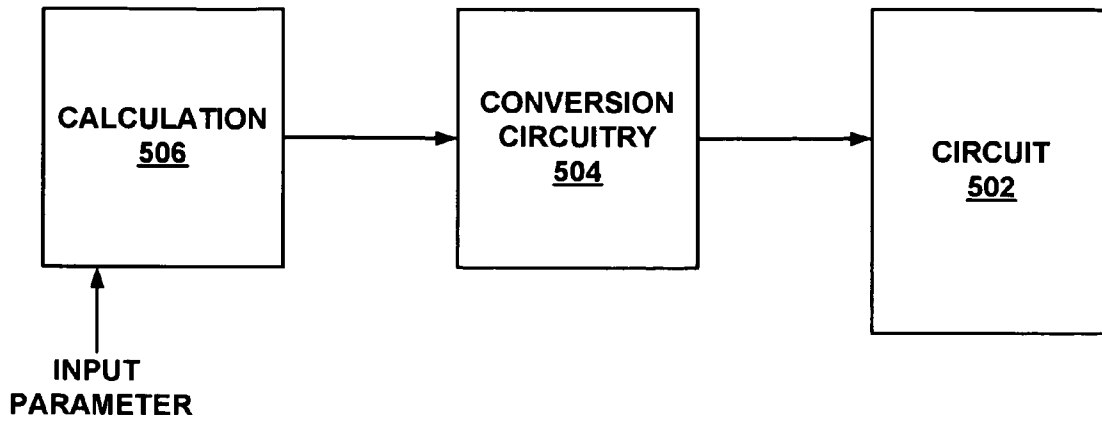 CALCULATION
506
CONVERSION
CIRCUITRY
504
CIRCUIT
502
INPUT
PARAMETER